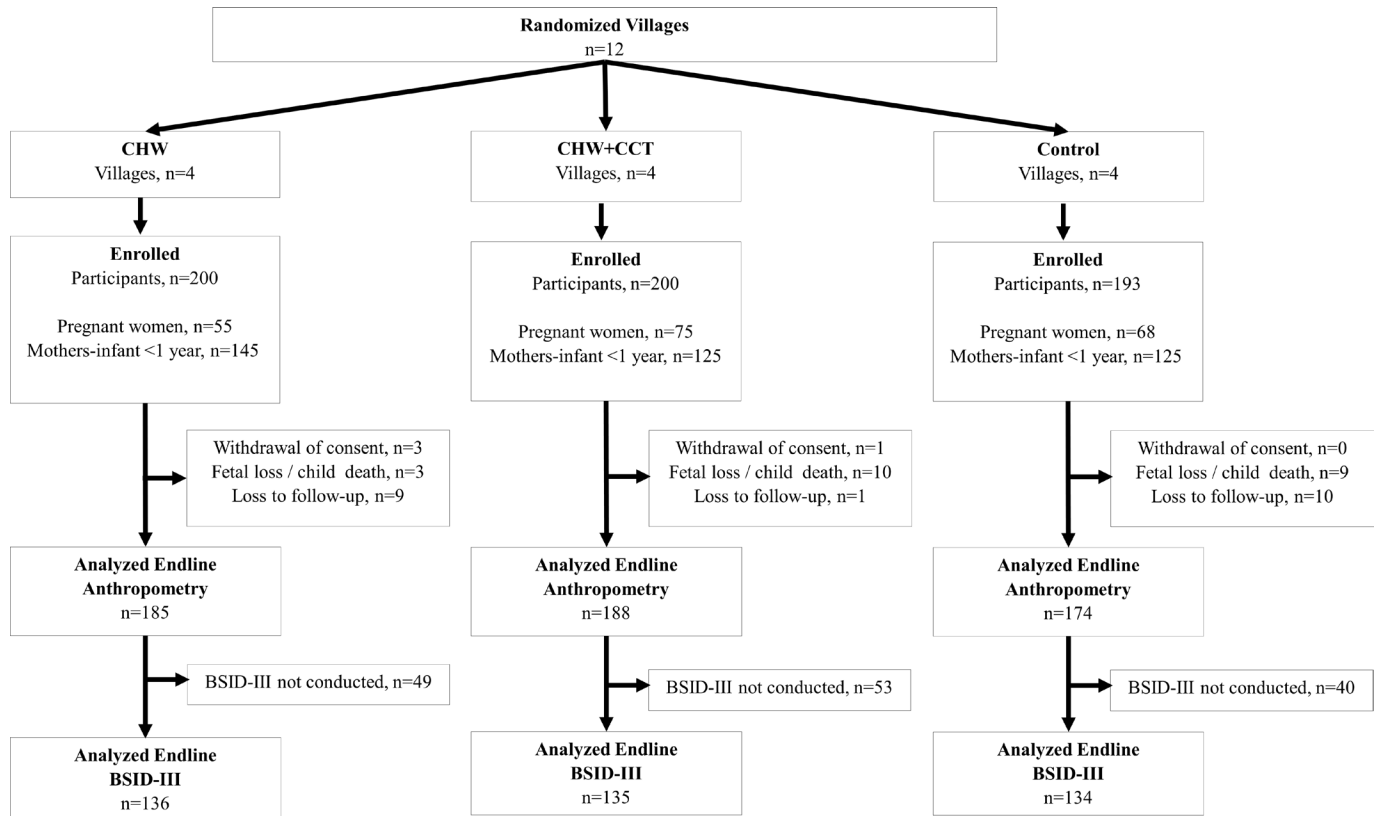 Randomized Villages
n=12
CHW
Villages, n=4
CHW+CCT
Villages, n=4
Control
Villages, n=4
Enrolled
Participants, n=200
Pregnant women, n=55
Mothers-infant <1 year, n=145
Enrolled
Participants, n=200
Pregnant women, n=75
Mothers-infant <1 year, n=125
Enrolled
Participants, n=193
Pregnant women, n=68
Mothers-infant <1 year, n=125
Withdrawal of consent, n=3
Fetal loss / child death, n=3
Loss to follow-up, n=9
Withdrawal of consent, n=1
Fetal loss / child death, n=10
Loss to follow-up, n=1
Withdrawal of consent, n=0
Fetal loss / child death, n=9
Loss to follow-up, n=10
Analyzed Endline
Anthropometry
n=185
Analyzed Endline
Anthropometry
n=188
Analyzed Endline
Anthropometry
n=174
BSID-III not conducted, n=49
BSID-III not conducted, n=53
BSID-III not conducted, n=40
Analyzed Endline
BSID-III
n=136
Analyzed Endline
BSID-III
n=135
Analyzed Endline
BSID-III
n=134